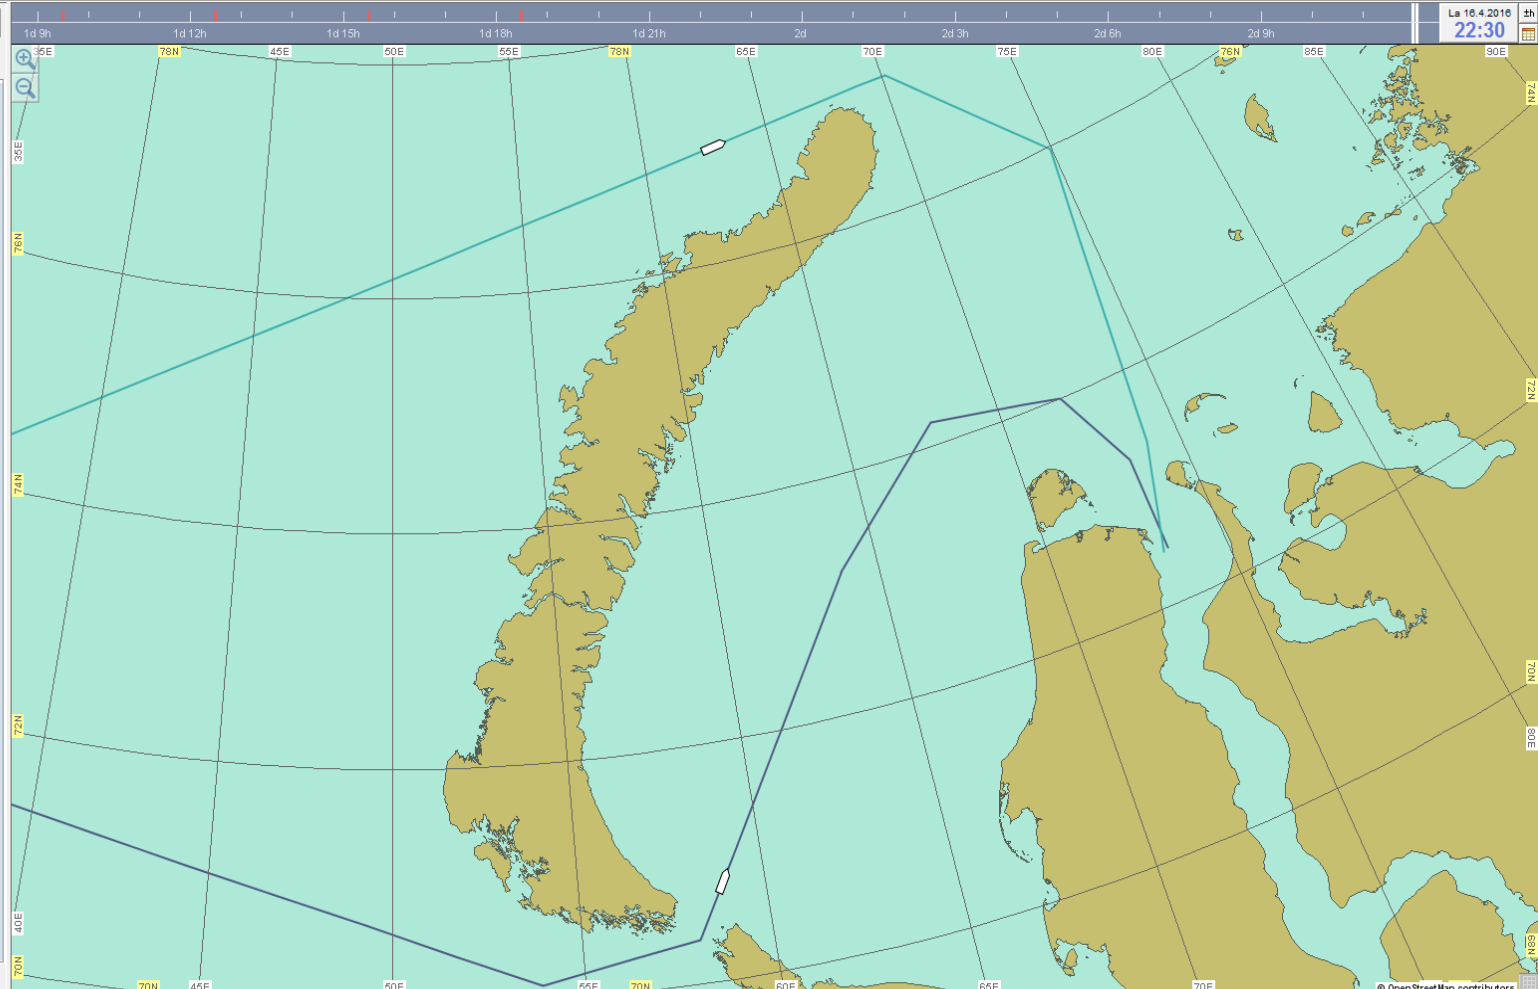 La 16.4.2016 ±h
22:30
1d 9h 1d 12h 1d 15h 1d 18h 1d 21h 2d 2d 3h 2d 6h 2d 9h
35E 78N 45E 50E 55E 78N 65E 70E 75E 80E 76N 85E 90E
74N
35E
76N
72N
74N
70N
72N
80E
40E
68N
70N
70N 45E 50E 55E 70N 60E 65E 70E
© OpenStreetMap contributors